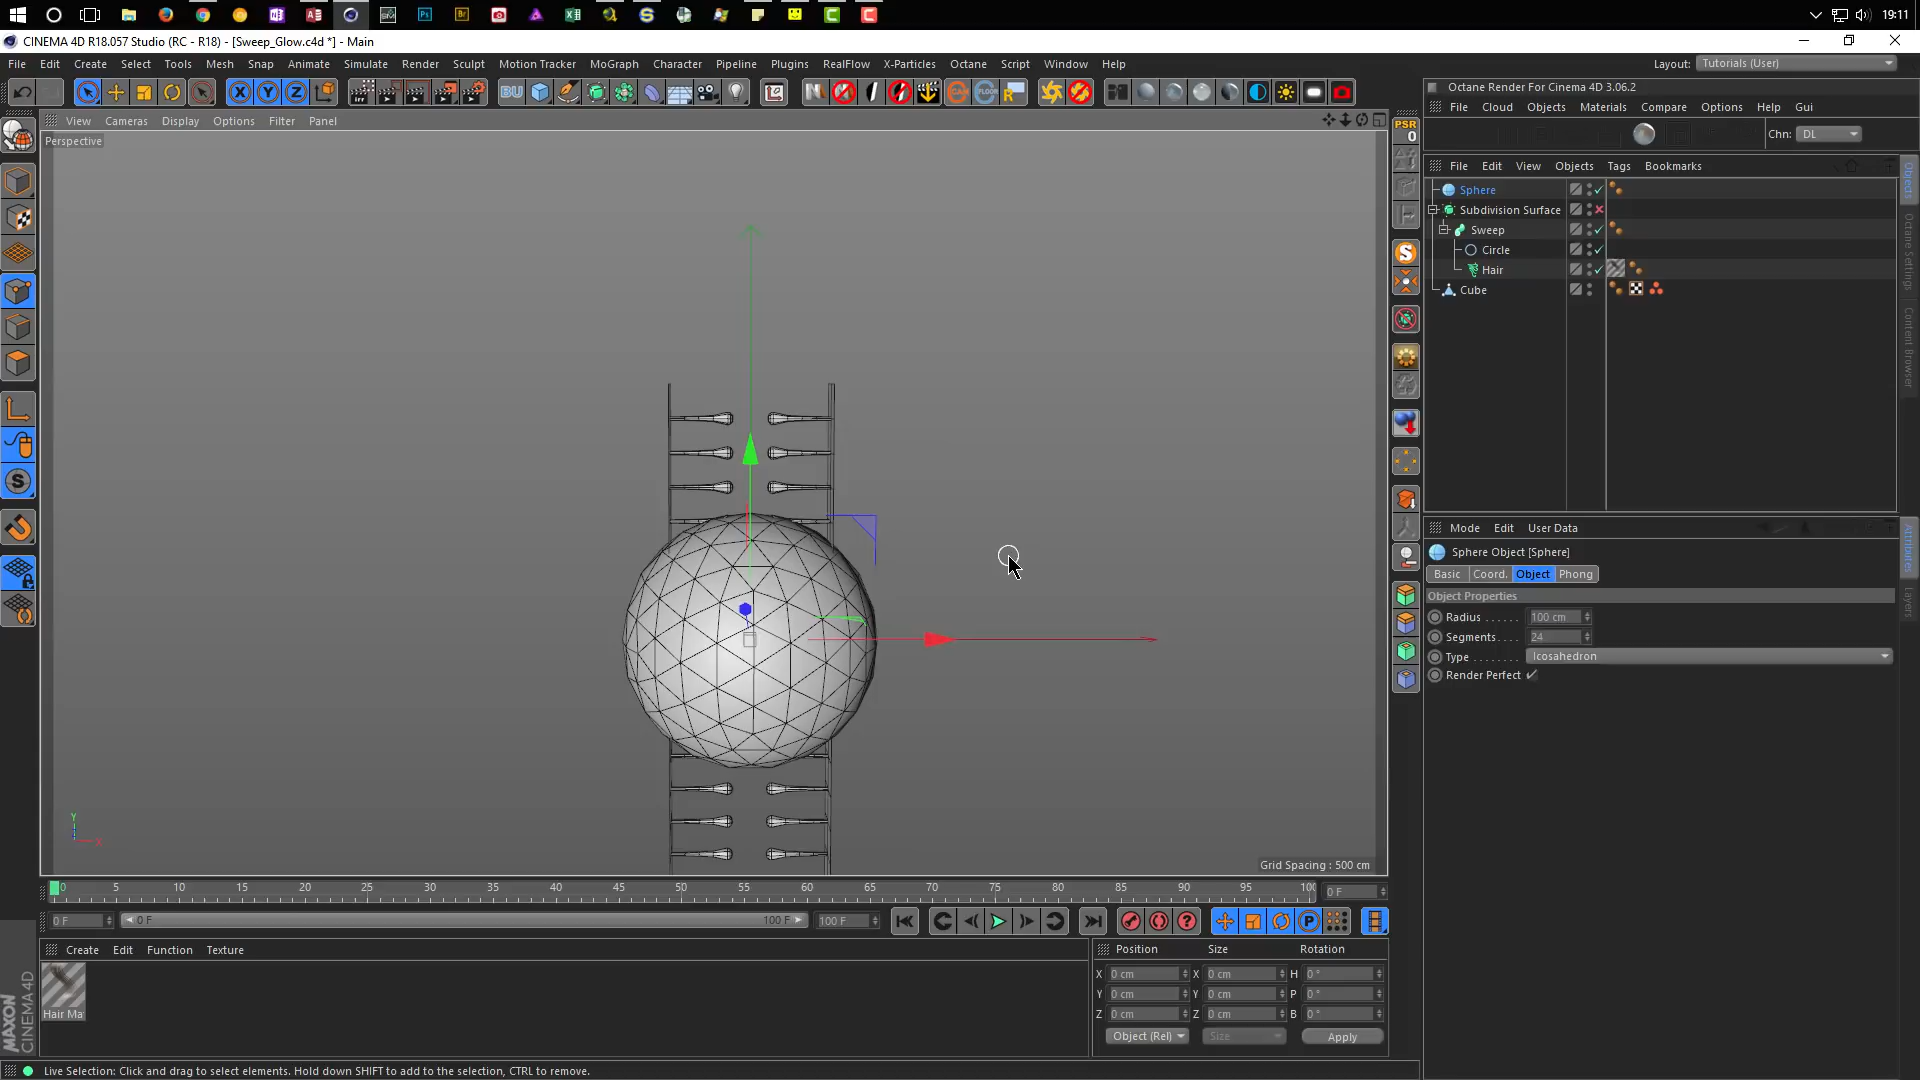 19:11
CINEMA 4D R18.057 Studio (RC - R18) - [Sweep_Glow.c4d *] - Main
File Edit Create Select Tools Mesh Snap Animate Simulate Render Sculpt Motion Tracker MoGraph Character Pipeline Plugins RealFlow X-Particles Octane Script Window Help Layout: Tutorials (User)
Octane Render For Cinema 4D 3.06.2
File Cloud Objects Materials Compare Options Help Gui
Chn: DL
View Cameras Display Options Filter Panel
Perspective
PSR
0
File Edit View Objects Tags Bookmarks
Sphere
Subdivision Surface
Sweep
Circle
Hair
Cube
Objects
Octane Settings
Content Browser
Mode Edit User Data
Sphere Object [Sphere]
Basic Coord. Object Phong
Object Properties
Radius 100 cm
Segments 24
Type Icosahedron
Render Perfect
Attributes
Layers
Y
X
Grid Spacing : 500 cm
0 5 10 15 20 25 30 35 40 45 50 55 60 65 70 75 80 85 90 95 100 0 F
0 F 0 F 100 F 100 F
Create Edit Function Texture
Hair Ma
Position Size Rotation
X 0 cm X 0 cm H 0 °
Y 0 cm Y 0 cm P 0 °
Z 0 cm Z 0 cm B 0 °
Object (Rel) Size Apply
MAXON
CINEMA 4D
Live Selection: Click and drag to select elements. Hold down SHIFT to add to the selection, CTRL to remove.